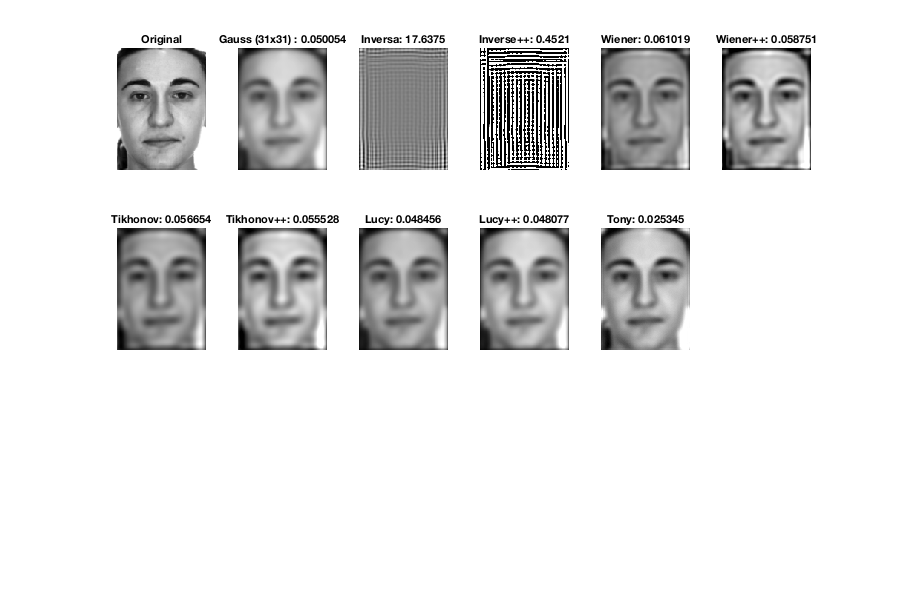 Original
Gauss (31x31) : 0.050054
Inversa: 17.6375
Inverse++: 0.4521
Wiener: 0.061019
Wiener++: 0.058751
Tikhonov: 0.056654
Tikhonov++: 0.055528
Lucy: 0.048456
Lucy++: 0.048077
Tony: 0.025345